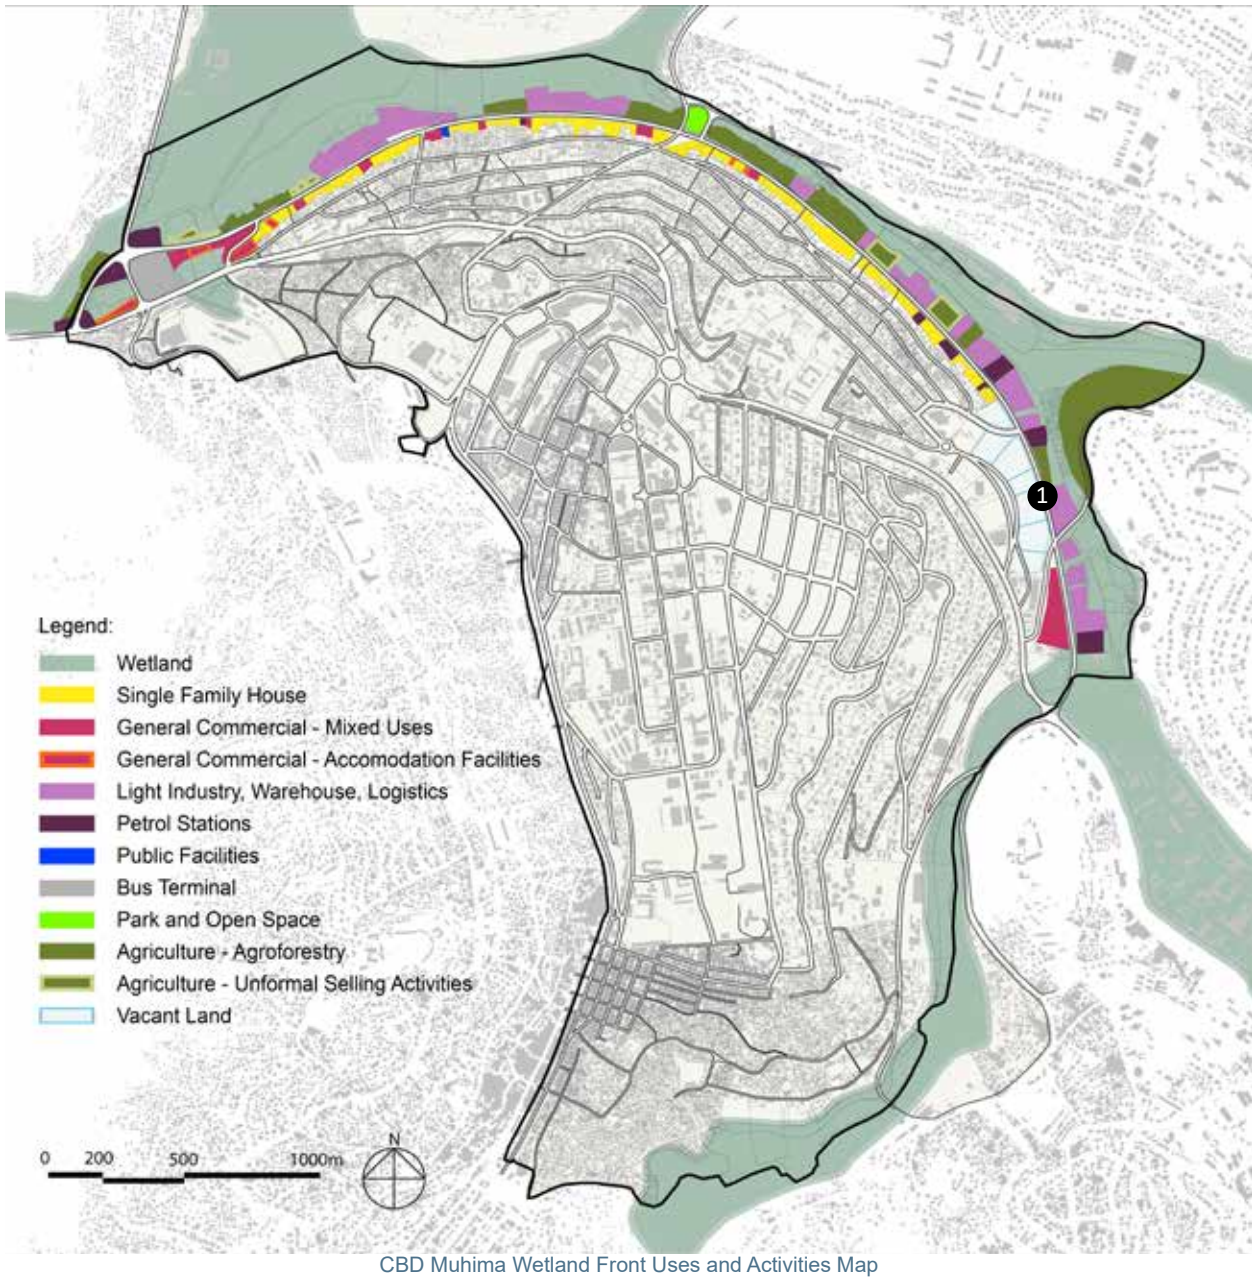 1
Legend:
Wetland
Single Family House
General Commercial - Mixed Uses
General Commercial - Accomodation Facilities
Light Industry, Warehouse, Logistics
Petrol Stations
Public Facilities
Bus Terminal
Park and Open Space
Agriculture - Agroforestry
Agriculture - Unformal Selling Activities
Vacant Land
N
0 200 500 1000m
CBD Muhima Wetland Front Uses and Activities Map